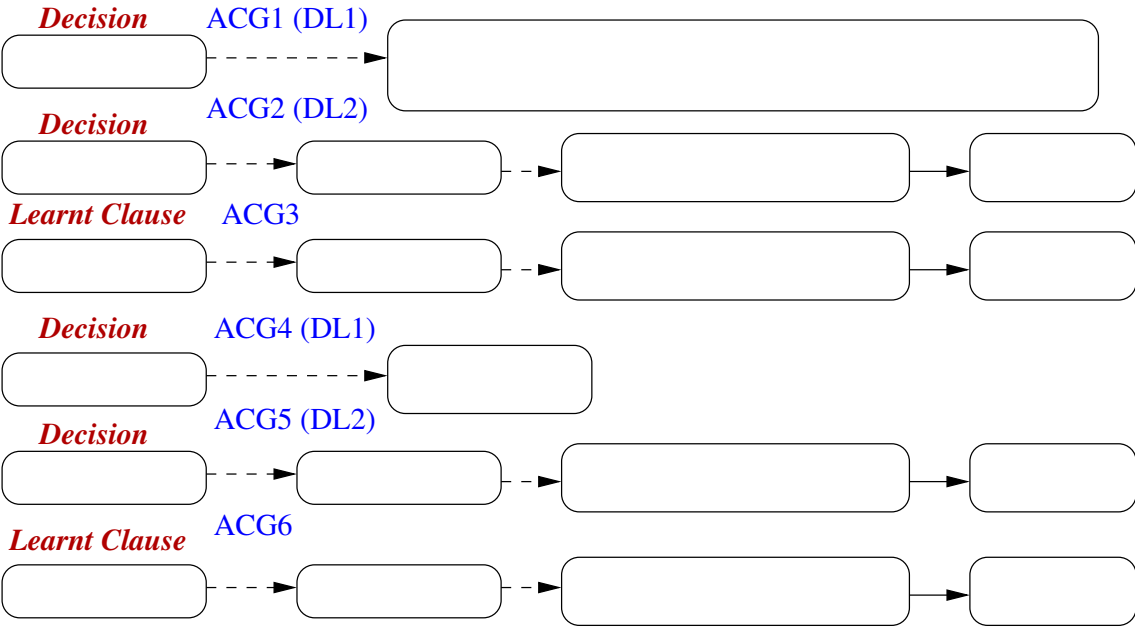 Decision ACG1 (DL1)
Decision ACG2 (DL2)
Learnt Clause ACG3
Decision ACG4 (DL1)
Decision ACG5 (DL2)
Learnt Clause ACG6